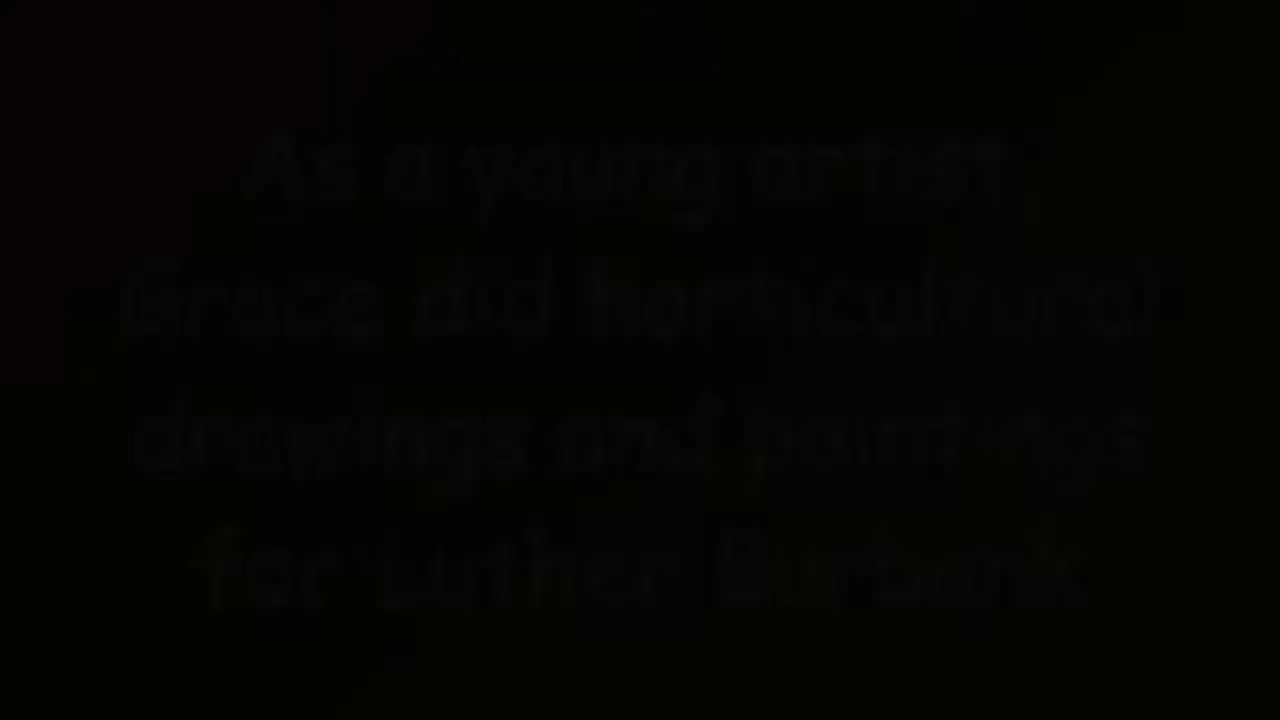 As a young artist
Grace did horticultural
drawings and paintings
for Luther Burbank